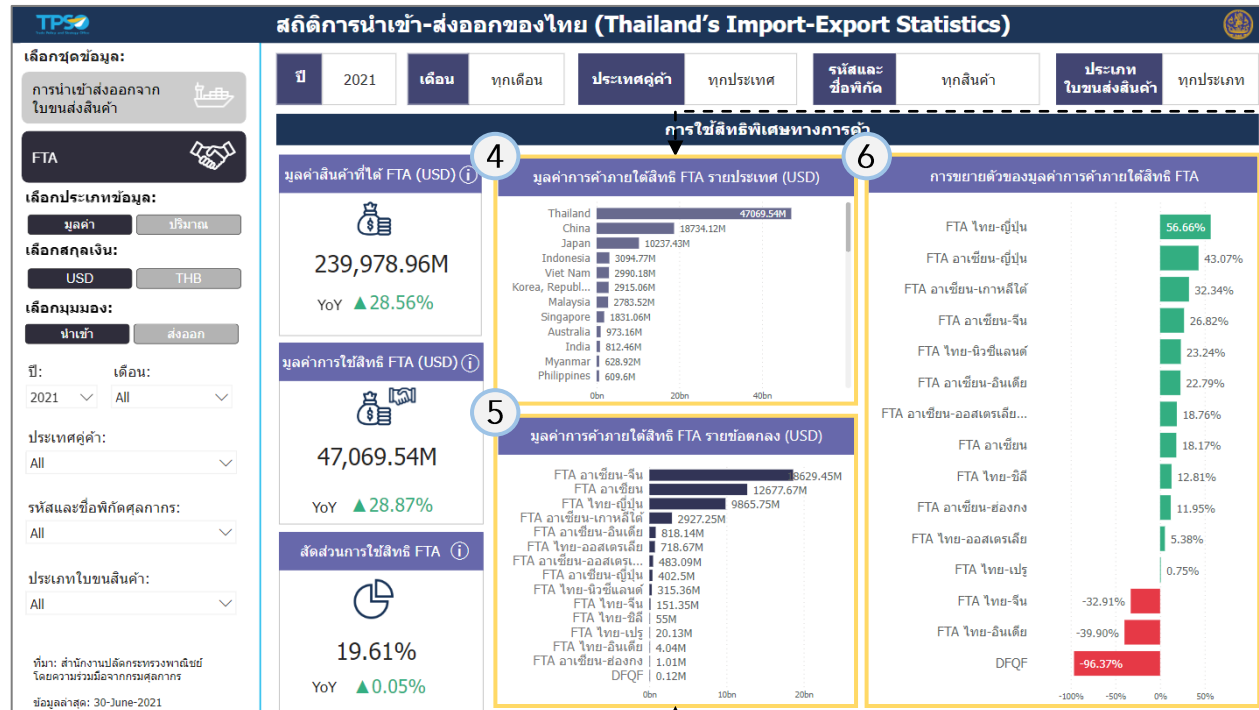 TPSO
สถิติการนำเข้า-ส่งออกของไทย (Thailand's Import-Export Statistics)
เลือกชุดข้อมูล:
การนำเข้าส่งออกจาก
ใบขนส่งสินค้า
FTA
เลือกประเภทข้อมูล:
มูลค่า
ปริมาณ
เลือกสกุลเงิน:
USD
THB
เลือกมุมมอง:
นำเข้า
ส่งออก
ปี:
เดือน:
2021
All
ประเทศคู่ค้า:
All
รหัสและชื่อพิกัดศุลกากร:
All
ประเภทใบขนสินค้า:
All
ที่มา: สำนักงานปลัดกระทรวงพาณิชย์
โดยความร่วมมือจากกรมศุลกากร
ข้อมูลล่าสุด: 30-June-2021
ปี
2021
เดือน
ทุกเดือน
ประเทศคู่ค้า
ทุกประเทศ
รหัสและ
ชื่อพิกัด
ทุกสินค้า
ประเภท
ใบขนส่งสินค้า
ทุกประเภท
การใช้สิทธิพิเศษทางการค้า
มูลค่าสินค้าที่ได้ FTA (USD)
239,978.96M
YoY ▲28.56%
มูลค่าการใช้สิทธิ FTA (USD)
47,069.54M
YoY ▲28.87%
สัดส่วนการใช้สิทธิ FTA
19.61%
YoY ▲0.05%
4
มูลค่าการค้าภายใต้สิทธิ FTA รายประเทศ (USD)
Thailand 47069.54M
China 18734.12M
Japan 10237.43M
Indonesia 3094.77M
Viet Nam 2990.18M
Korea, Republ... 2915.06M
Malaysia 2783.52M
Singapore 1831.06M
Australia 973.16M
India 812.46M
Myanmar 628.92M
Philippines 609.6M
0bn 20bn 40bn
5
มูลค่าการค้าภายใต้สิทธิ FTA รายข้อตกลง (USD)
FTA อาเซียน-จีน 18629.45M
FTA อาเซียน 12677.67M
FTA ไทย-ญี่ปุ่น 9865.75M
FTA อาเซียน-เกาหลีใต้ 2927.25M
FTA อาเซียน-อินเดีย 818.14M
FTA ไทย-ออสเตรเลีย 718.67M
FTA อาเซียน-ออสเตรเ... 483.09M
FTA อาเซียน-ญี่ปุ่น 402.5M
FTA ไทย-นิวซีแลนด์ 315.36M
FTA ไทย-จีน 151.35M
FTA ไทย-ชิลี 55M
FTA ไทย-เปรู 20.13M
FTA ไทย-อินเดีย 4.04M
FTA อาเซียน-ฮ่องกง 1.01M
DFQF 0.12M
0bn 10bn 20bn
6
การขยายตัวของมูลค่าการค้าภายใต้สิทธิ FTA
FTA ไทย-ญี่ปุ่น 56.66%
FTA อาเซียน-ญี่ปุ่น 43.07%
FTA อาเซียน-เกาหลีใต้ 32.34%
FTA อาเซียน-จีน 26.82%
FTA ไทย-นิวซีแลนด์ 23.24%
FTA อาเซียน-อินเดีย 22.79%
FTA อาเซียน-ออสเตรเลีย... 18.76%
FTA อาเซียน 18.17%
FTA ไทย-ชิลี 12.81%
FTA อาเซียน-ฮ่องกง 11.95%
FTA ไทย-ออสเตรเลีย 5.38%
FTA ไทย-เปรู 0.75%
FTA ไทย-จีน -32.91%
FTA ไทย-อินเดีย -39.90%
DFQF -96.37%
-100% -50% 0% 50%